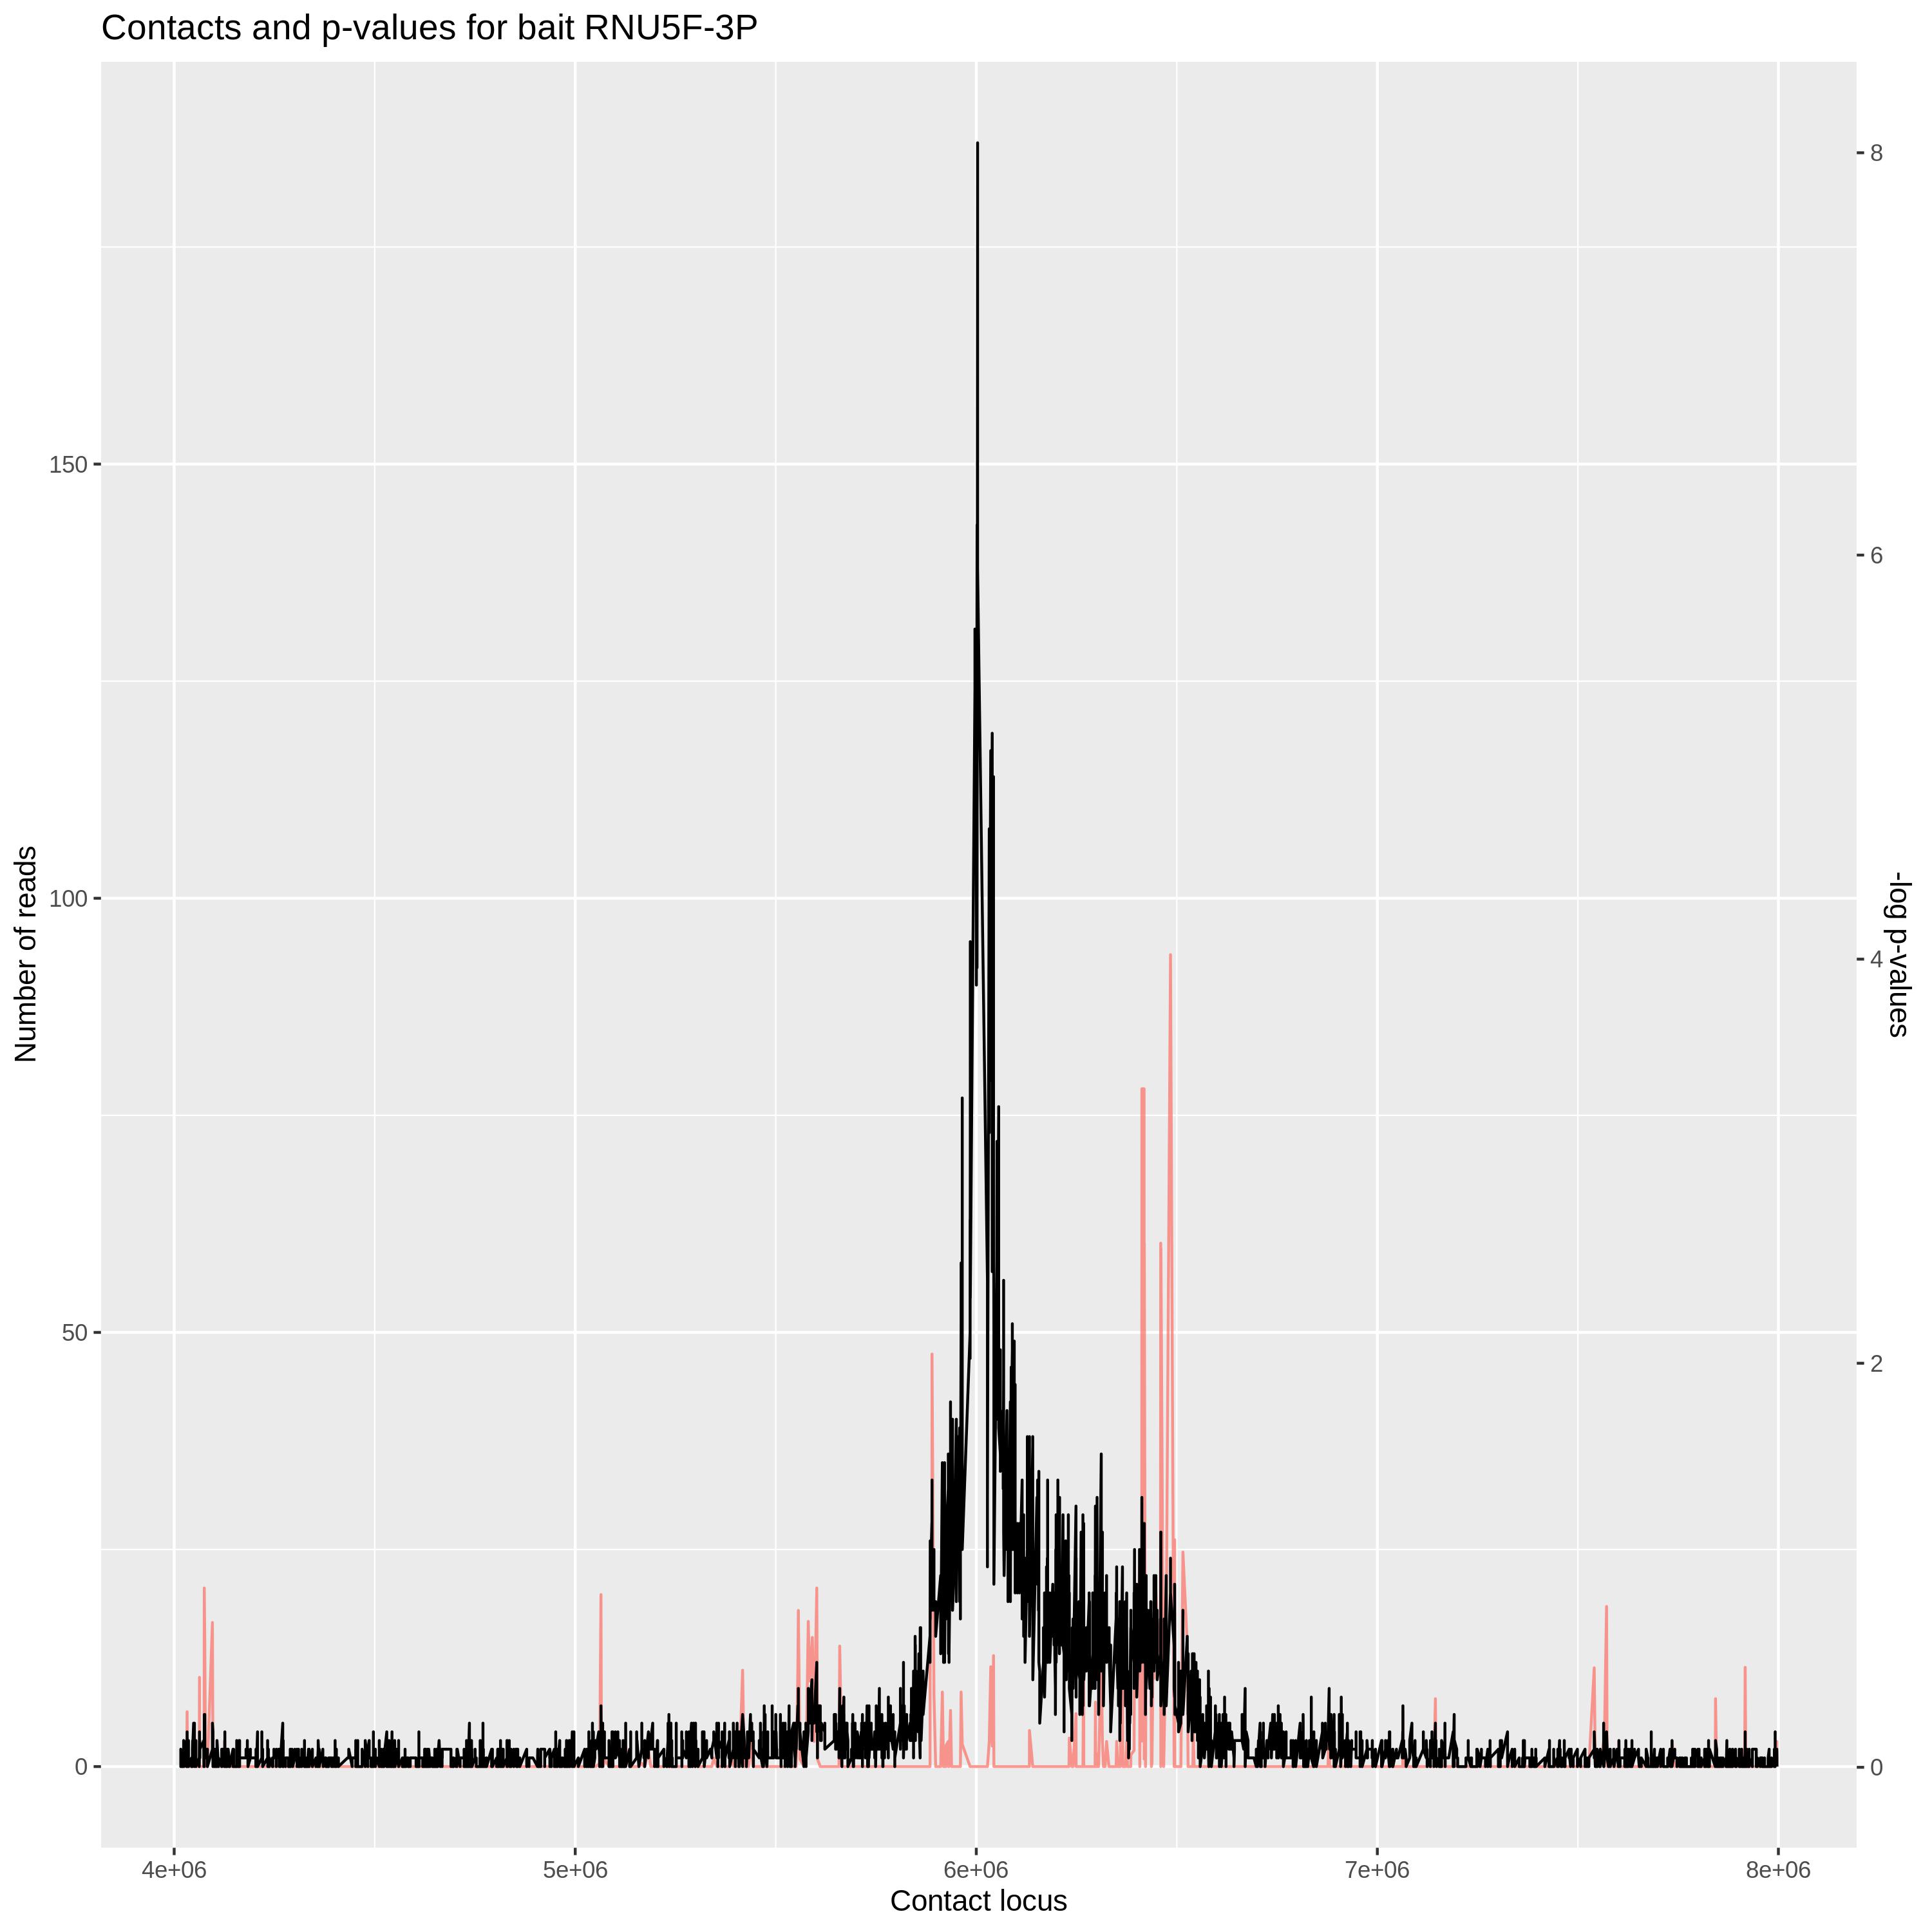 Contacts and p-values for bait RNU5F-3P
Number of reads
150
100
50
0
8
6
4
2
0
-log p-values
4e+06
5e+06
6e+06
7e+06
8e+06
Contact locus